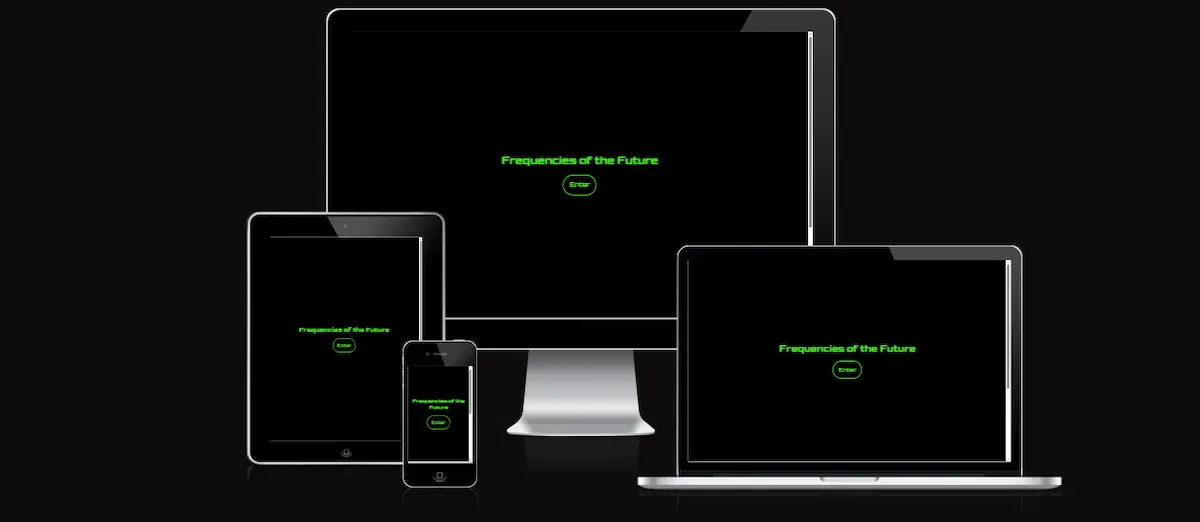 Frequencies of the Future
Enter
Frequencies of the Future
Enter
Frequencies of the
Future
Enter
Frequencies of the Future
Enter